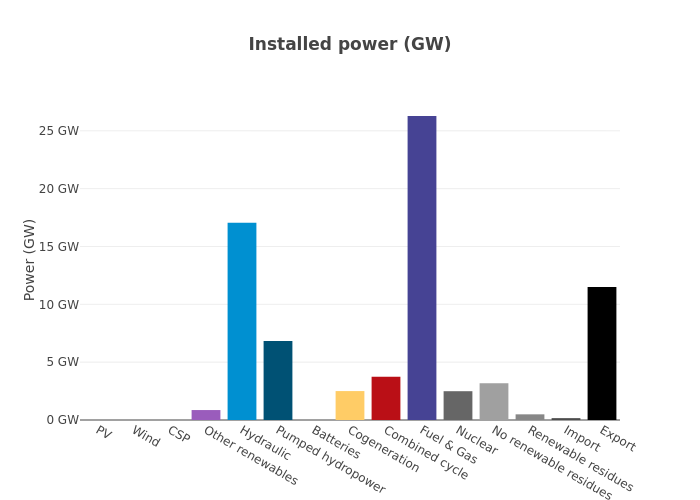 Installed power (GW)
Power (GW)
25 GW
20 GW
15 GW
10 GW
5 GW
0 GW
PV
Wind
CSP
Other renewables
Hydraulic
Pumped hydropower
Batteries
Cogeneration
Combined cycle
Fuel & Gas
Nuclear
No renewable residues
Renewable residues
Import
Export